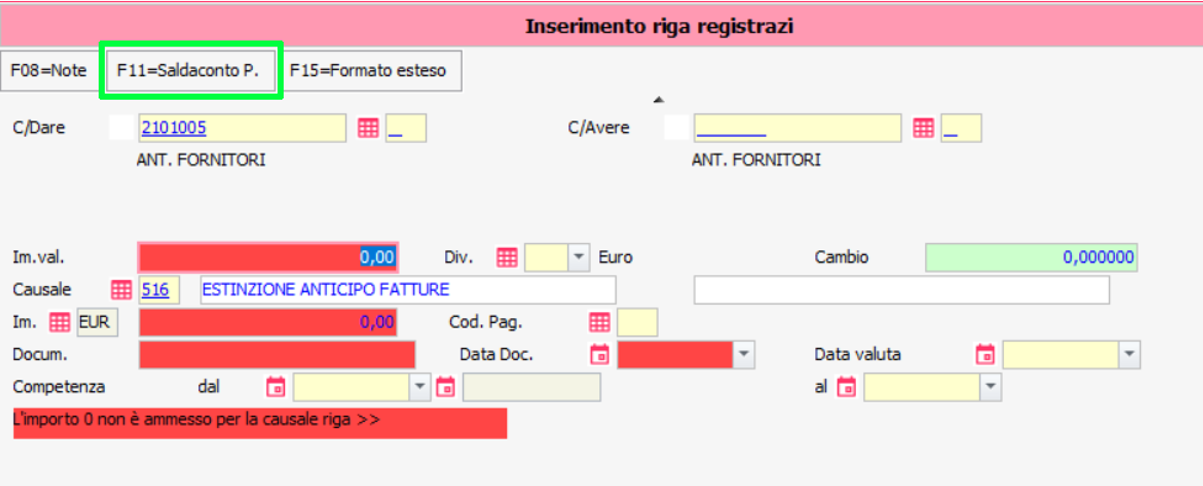 Inserimento riga registrazi
F08=Note F11=Saldaconto P. F15=Formato esteso
C/Dare 2101005 C/Avere
ANT. FORNITORI ANT. FORNITORI
Im.val. 0,00 Div. Euro Cambio 0,000000
Causale 516 ESTINZIONE ANTICIPO FATTURE
Im. EUR 0,00 Cod. Pag.
Docum. Data Doc. Data valuta
Competenza dal al
L'importo 0 non è ammesso per la causale riga >>